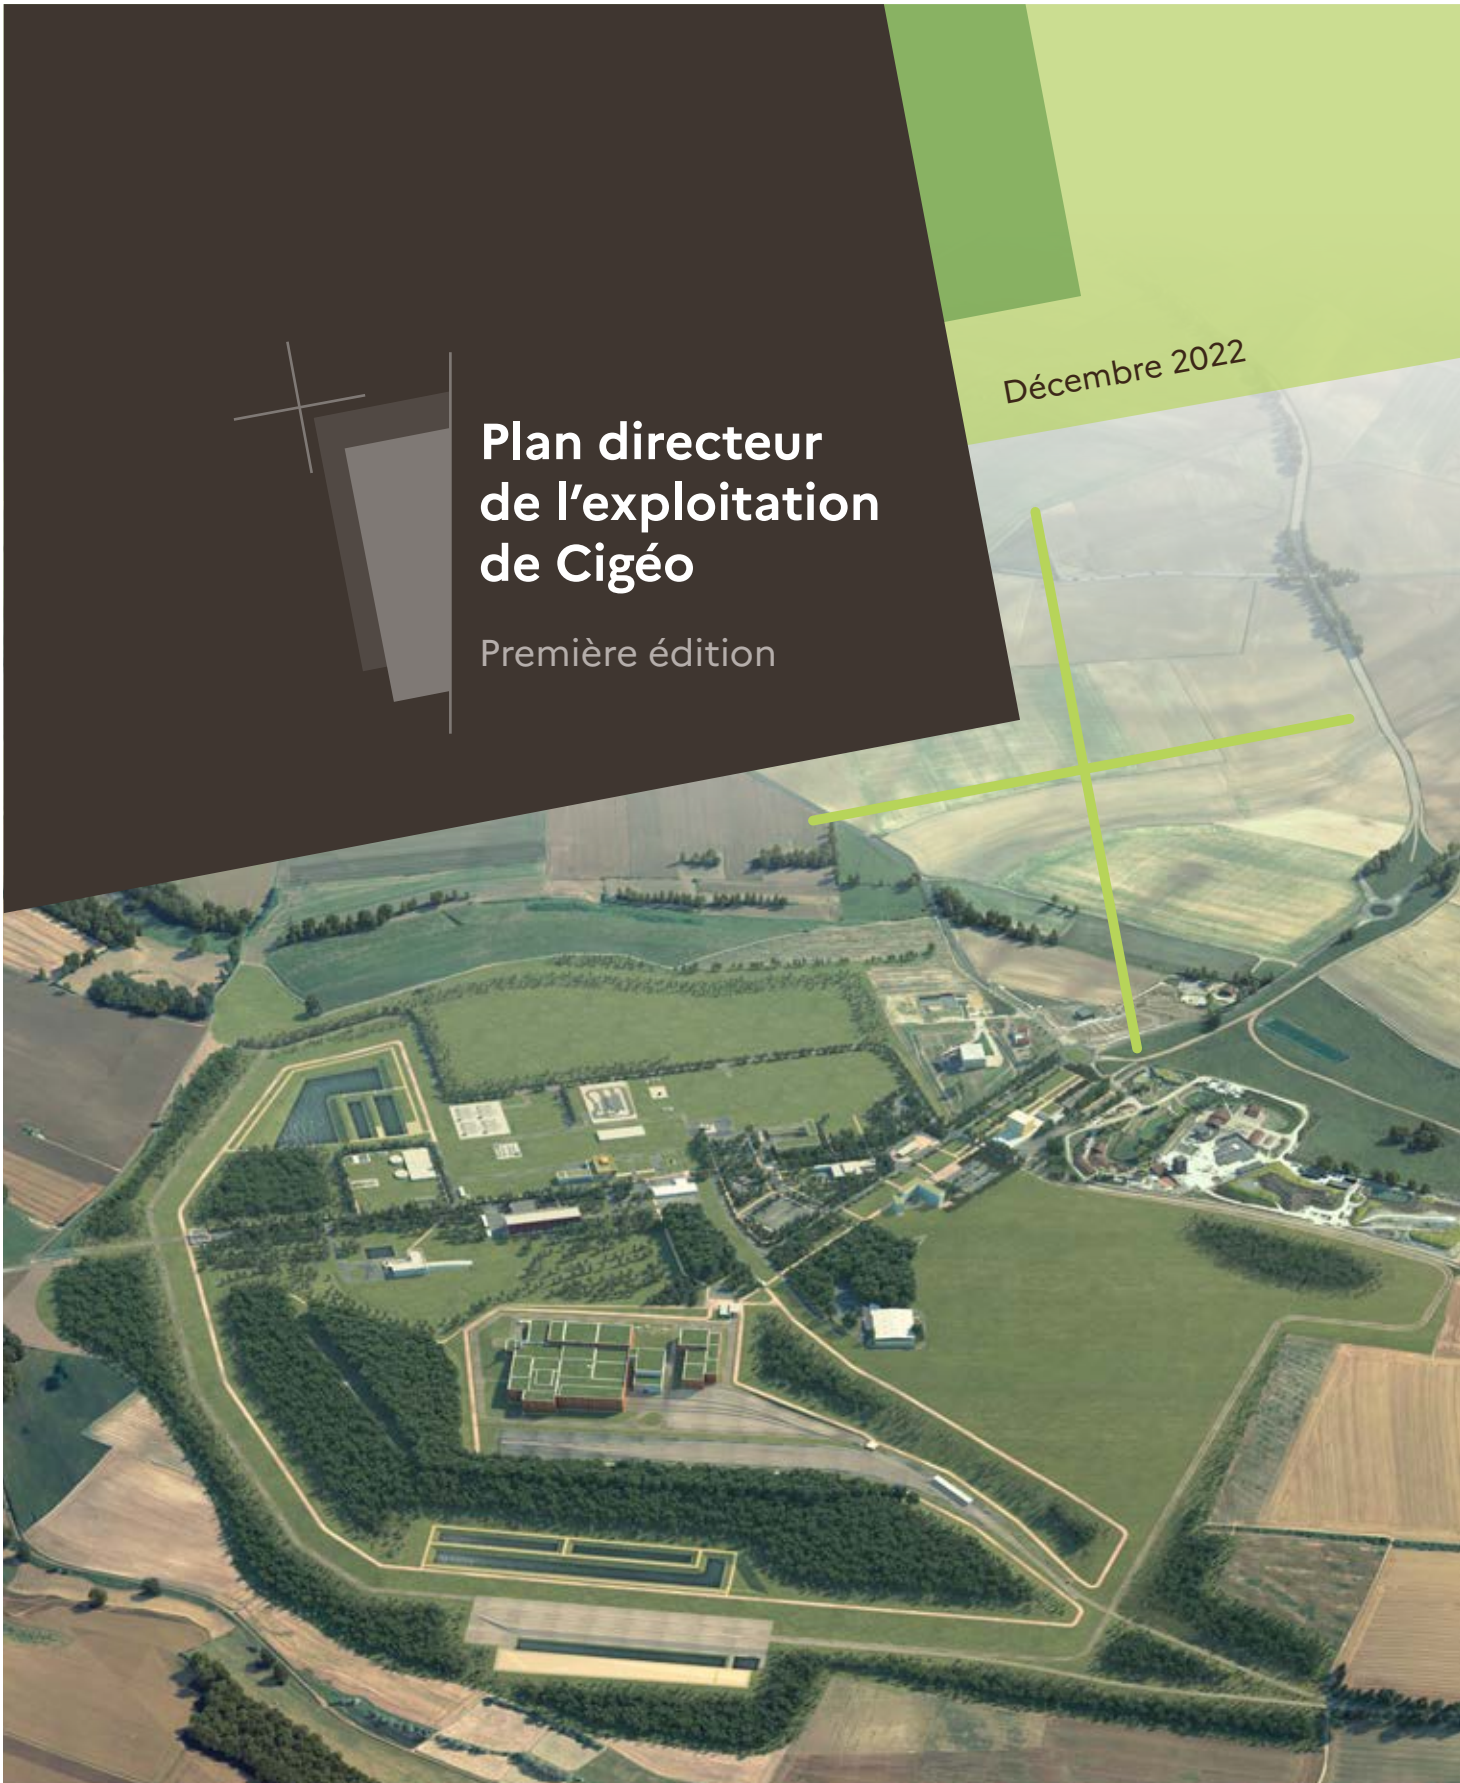 Décembre 2022
Plan directeur
de l’exploitation
de Cigéo
Première édition